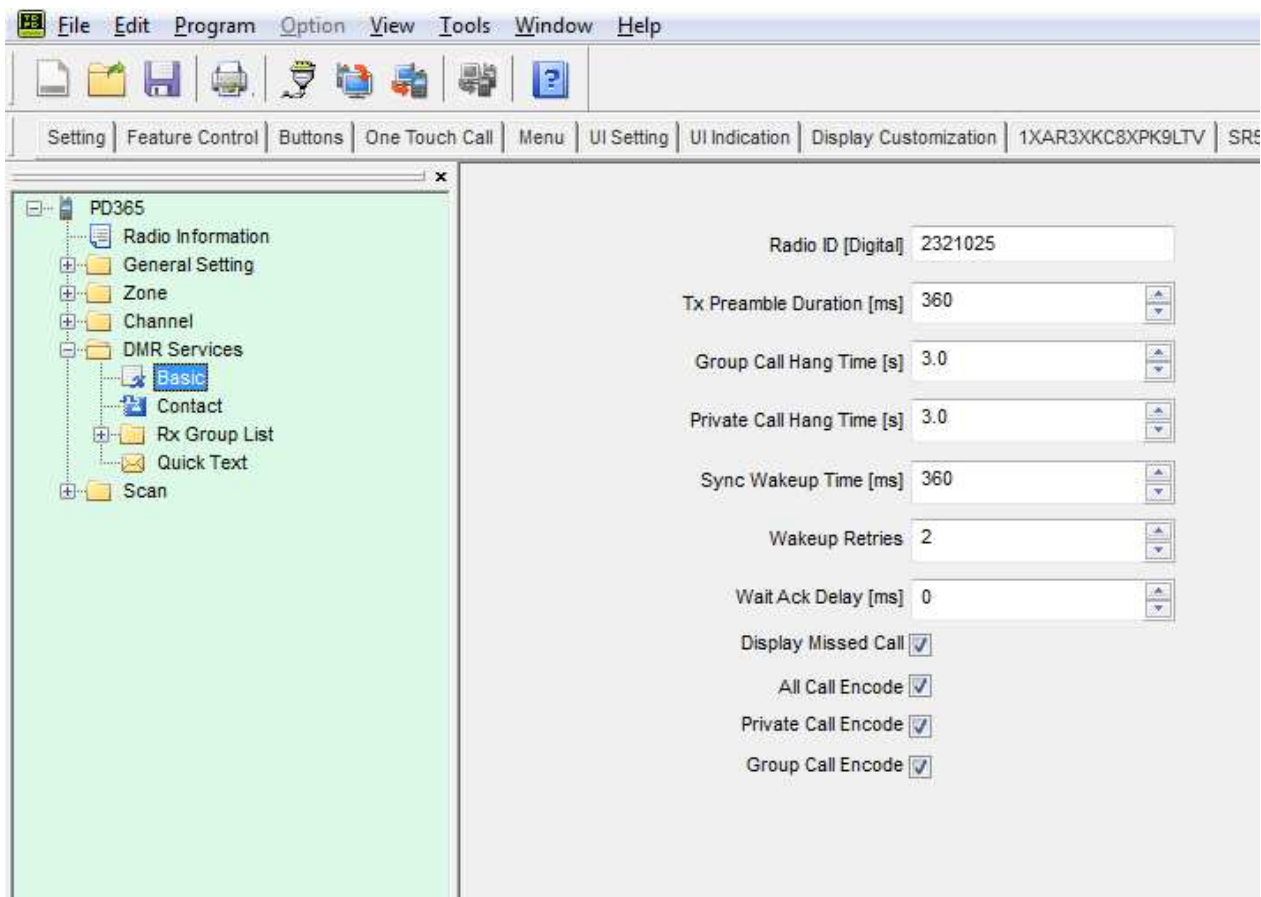 File Edit Program Option View Tools Window Help
Setting Feature Control Buttons One Touch Call Menu UI Setting UI Indication Display Customization 1XAR3XKC8XPK9LTV SR5
PD365
Radio Information
General Setting
Zone
Channel
DMR Services
Basic
Contact
Rx Group List
Quick Text
Scan
Radio ID [Digital] 2321025
Tx Preamble Duration [ms] 360
Group Call Hang Time [s] 3.0
Private Call Hang Time [s] 3.0
Sync Wakeup Time [ms] 360
Wakeup Retries 2
Wait Ack Delay [ms] 0
Display Missed Call
All Call Encode
Private Call Encode
Group Call Encode